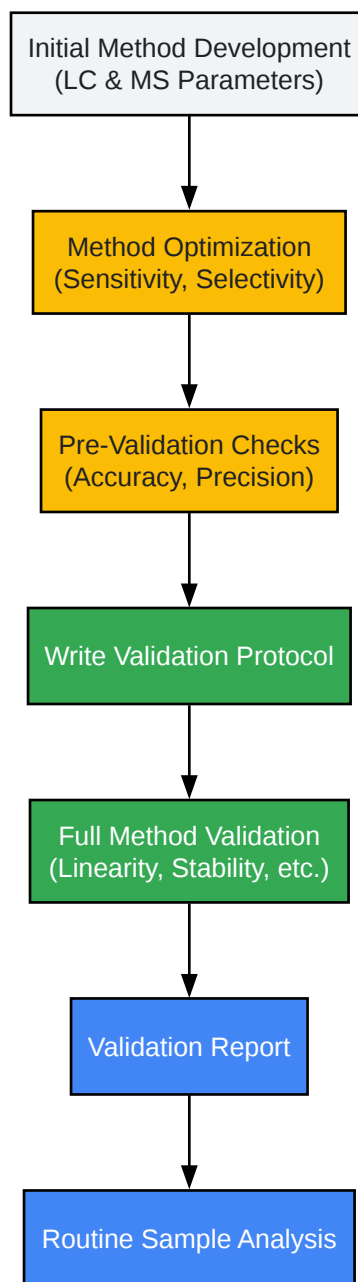 Initial Method Development
(LC & MS Parameters)
Method Optimization
(Sensitivity, Selectivity)
Pre-Validation Checks
(Accuracy, Precision)
Write Validation Protocol
Full Method Validation
(Linearity, Stability, etc.)
Validation Report
Routine Sample Analysis